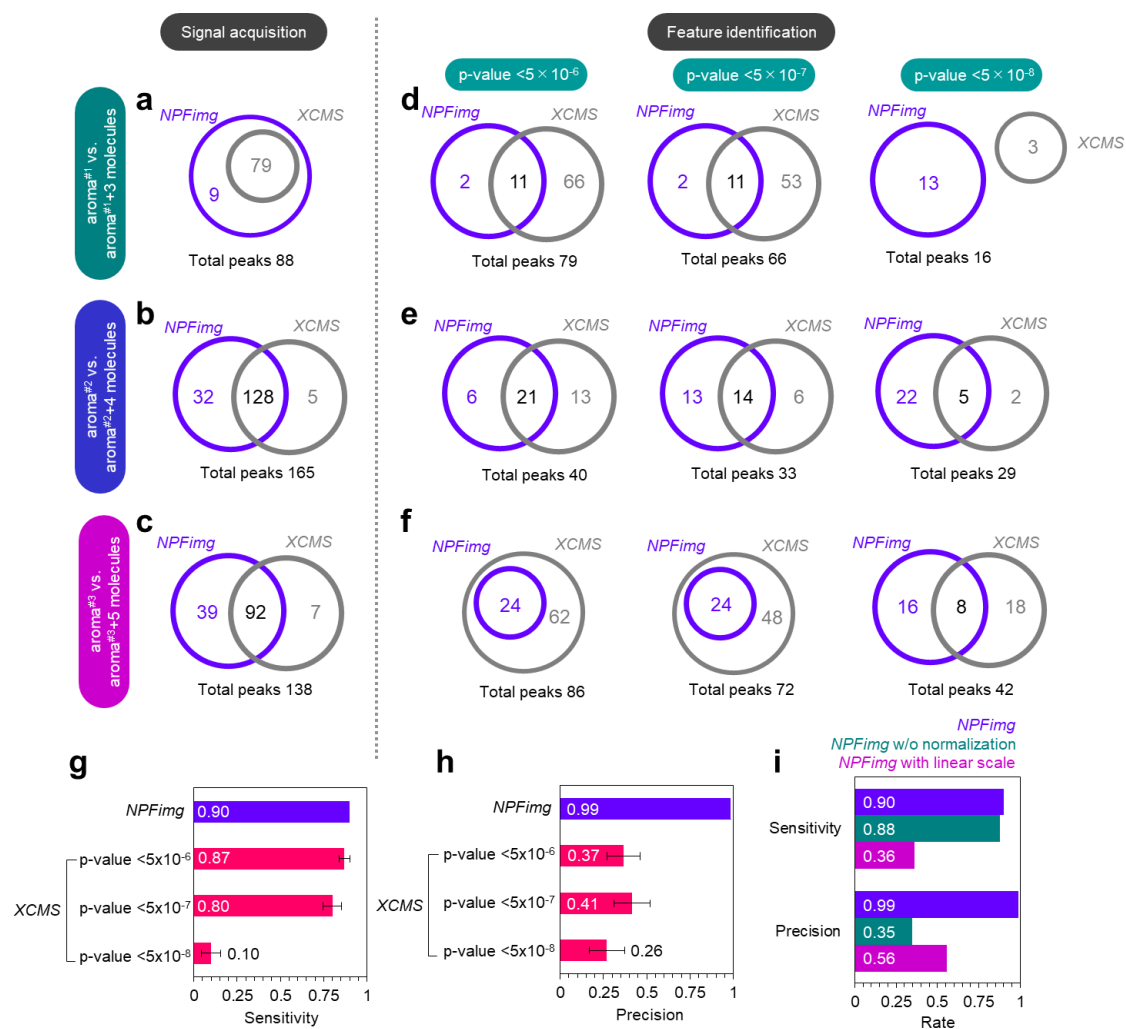 Signal acquisition
Feature identification
p-value <5×10-6
p-value <5×10-7
p-value <5×10-8
aroma#1 vs.
aroma#1+3 molecules
a
NPFimg
XCMS
79
9
Total peaks 88
d
NPFimg
XCMS
2
11
66
Total peaks 79
NPFimg
XCMS
2
11
53
Total peaks 66
NPFimg
XCMS
13
3
Total peaks 16
aroma#2 vs.
aroma#2+4 molecules
b
NPFimg
XCMS
32
128
5
Total peaks 165
e
NPFimg
XCMS
6
21
13
Total peaks 40
NPFimg
XCMS
13
14
6
Total peaks 33
NPFimg
XCMS
22
5
2
Total peaks 29
aroma#3 vs.
aroma#3+5 molecules
c
NPFimg
XCMS
39
92
7
Total peaks 138
f
NPFimg
XCMS
24
62
Total peaks 86
NPFimg
XCMS
24
48
Total peaks 72
NPFimg
XCMS
16
8
18
Total peaks 42
g
NPFimg
0.90
XCMS
p-value <5x10-6
0.87
p-value <5x10-7
0.80
p-value <5x10-8
0.10
0 0.25 0.5 0.75 1
Sensitivity
h
NPFimg
0.99
XCMS
p-value <5x10-6
0.37
p-value <5x10-7
0.41
p-value <5x10-8
0.26
0 0.25 0.5 0.75 1
Precision
i
NPFimg
NPFimg w/o normalization
NPFimg with linear scale
Sensitivity
0.90
0.88
0.36
Precision
0.99
0.35
0.56
0 0.25 0.5 0.75 1
Rate